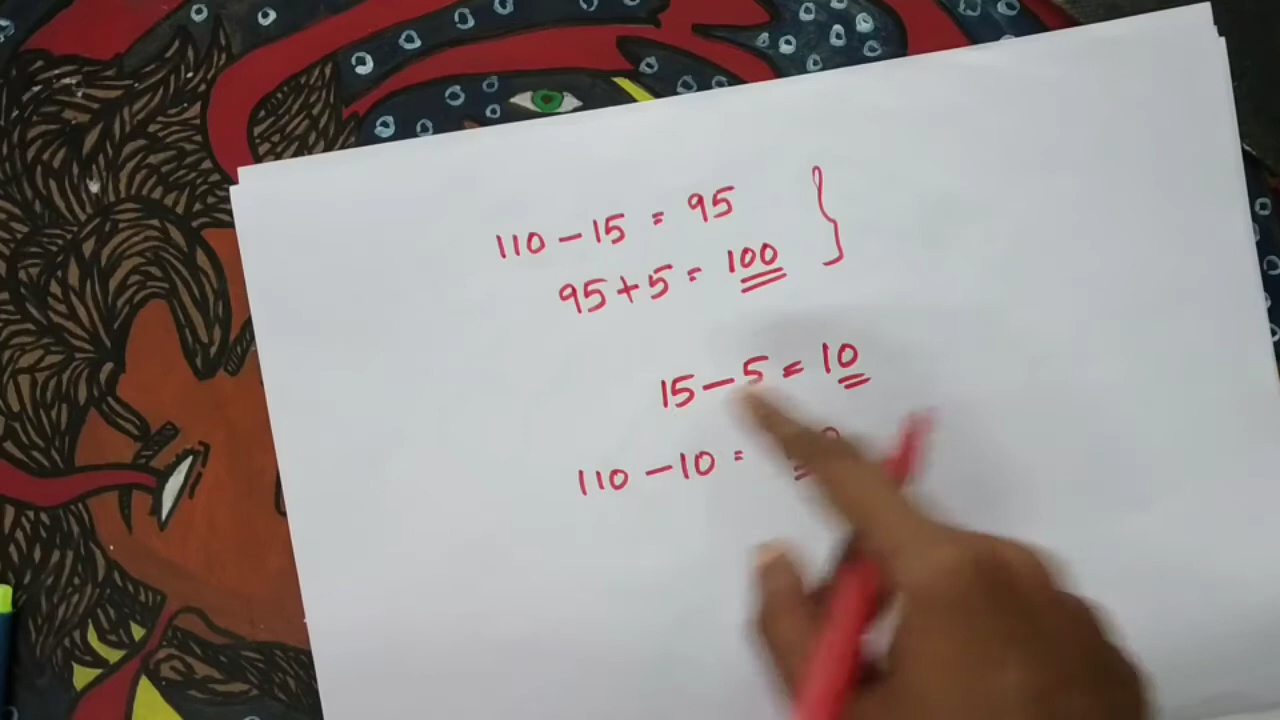 110 - 15 = 95
95 + 5 = 100
15 - 5 = 10
110 - 10 =